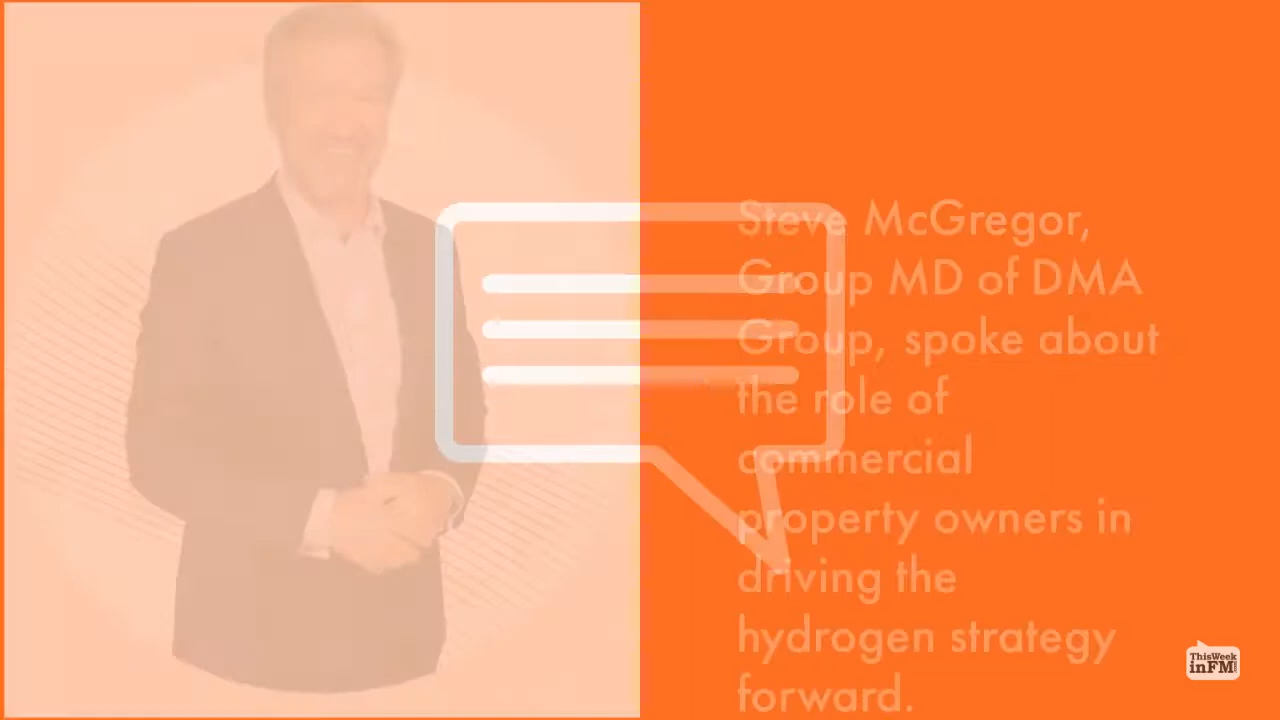 Steve McGregor,
Group MD of DMA
Group, spoke about
the role of
commercial
property owners in
driving the
hydrogen strategy
forward.
ThisWeek
inFM